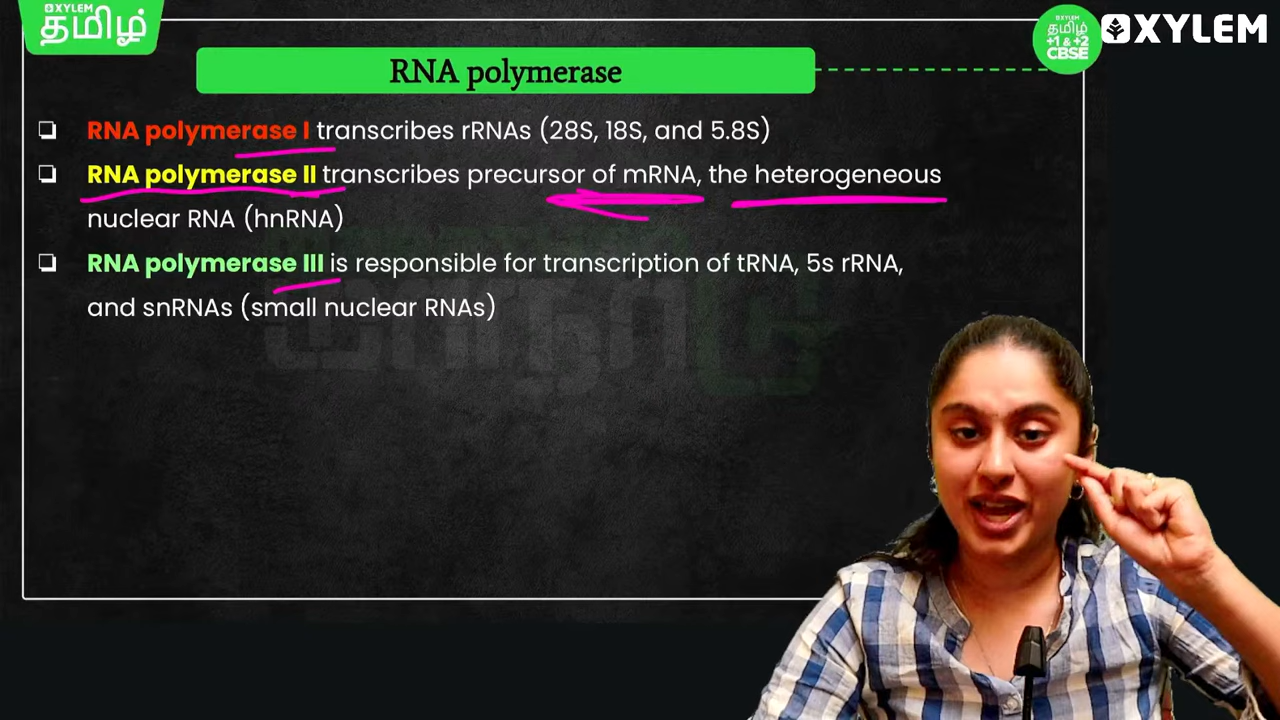 XYLEM
தமிழ்
XYLEM
தமிழ்
+1 & +2
CBSE
XYLEM
RNA polymerase
RNA polymerase I transcribes rRNAs (28S, 18S, and 5.8S)
RNA polymerase II transcribes precursor of mRNA, the heterogeneous
nuclear RNA (hnRNA)
RNA polymerase III is responsible for transcription of tRNA, 5s rRNA,
and snRNAs (small nuclear RNAs)